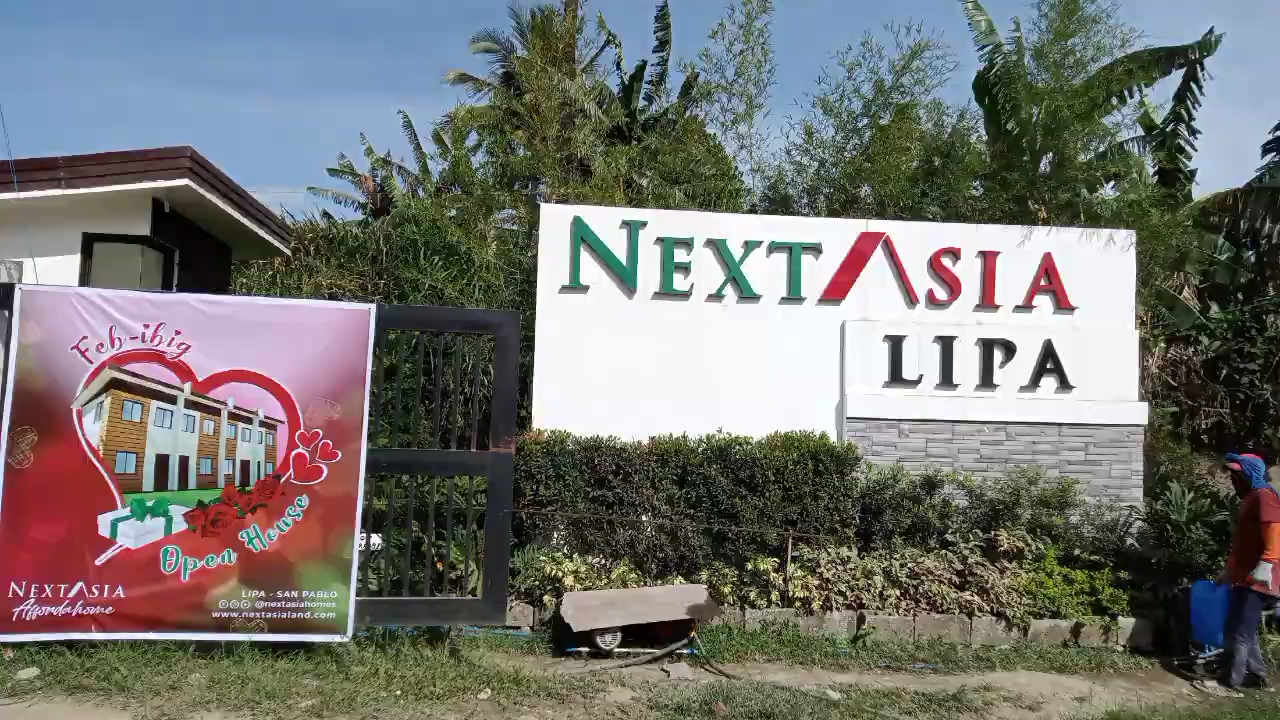 NEXTASIA
LIPA
Feb-ibig
Open House
NEXTASIA
Affordahome
LIPA - SAN PABLO
@nextasiahomes
www.nextasialand.com